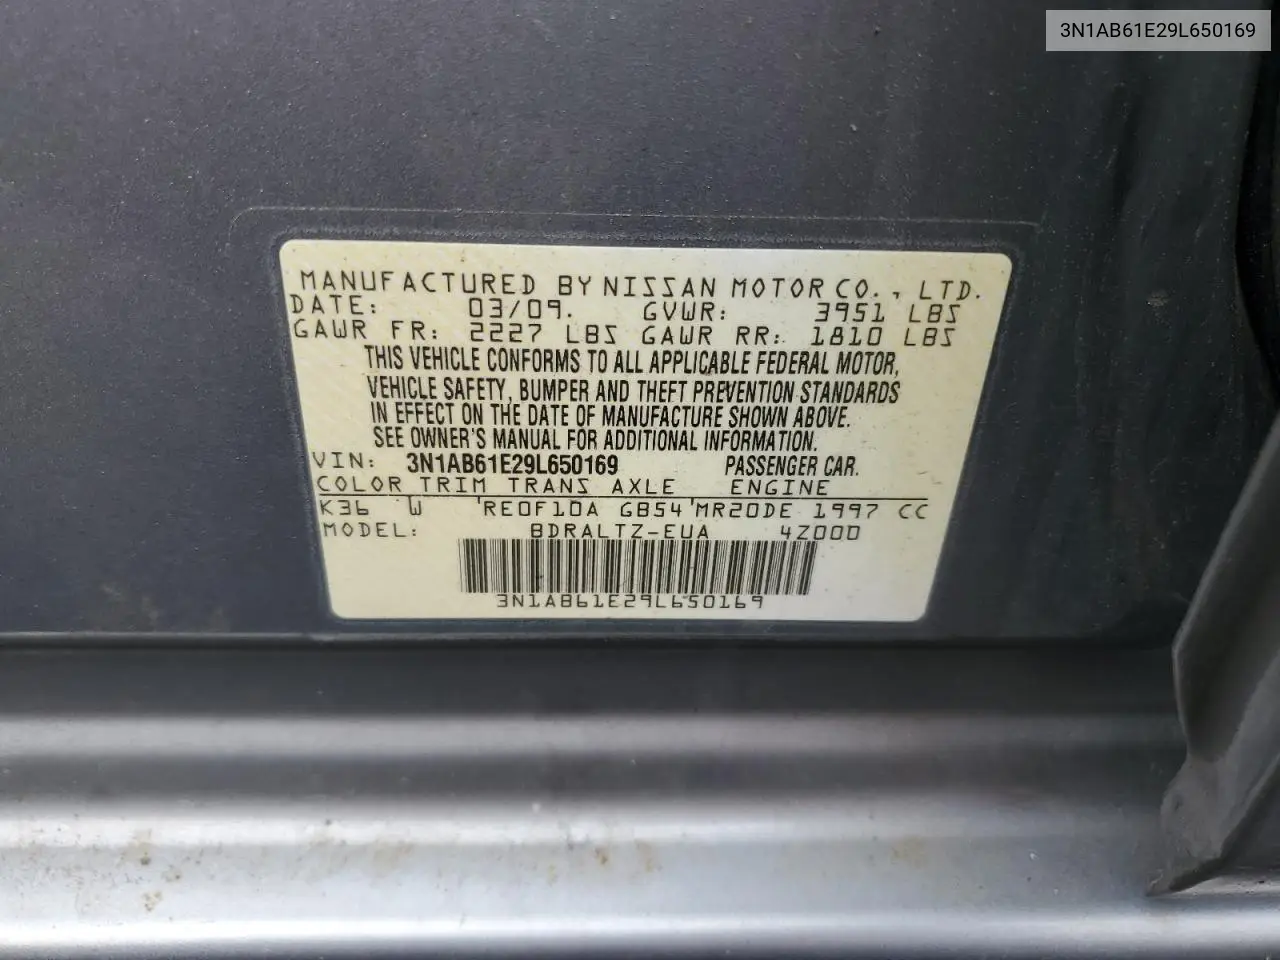 3N1AB61E29L650169
MANUFACTURED BY NISSAN MOTOR CO., LTD.
DATE: 03/09. GVWR: 3951 LBS
GAWR FR: 2227 LBS GAWR RR: 1810 LBS
THIS VEHICLE CONFORMS TO ALL APPLICABLE FEDERAL MOTOR,
VEHICLE SAFETY, BUMPER AND THEFT PREVENTION STANDARDS
IN EFFECT ON THE DATE OF MANUFACTURE SHOWN ABOVE.
SEE OWNER'S MANUAL FOR ADDITIONAL INFORMATION.
VIN: 3N1AB61E29L650169 PASSENGER CAR.
COLOR TRIM TRANS AXLE ENGINE
K36 W 'RE0F10A GB54'MR20DE 1997 CC
MODEL: BDRALTZ-EUA 4Z000
3N1AB61E29L650169